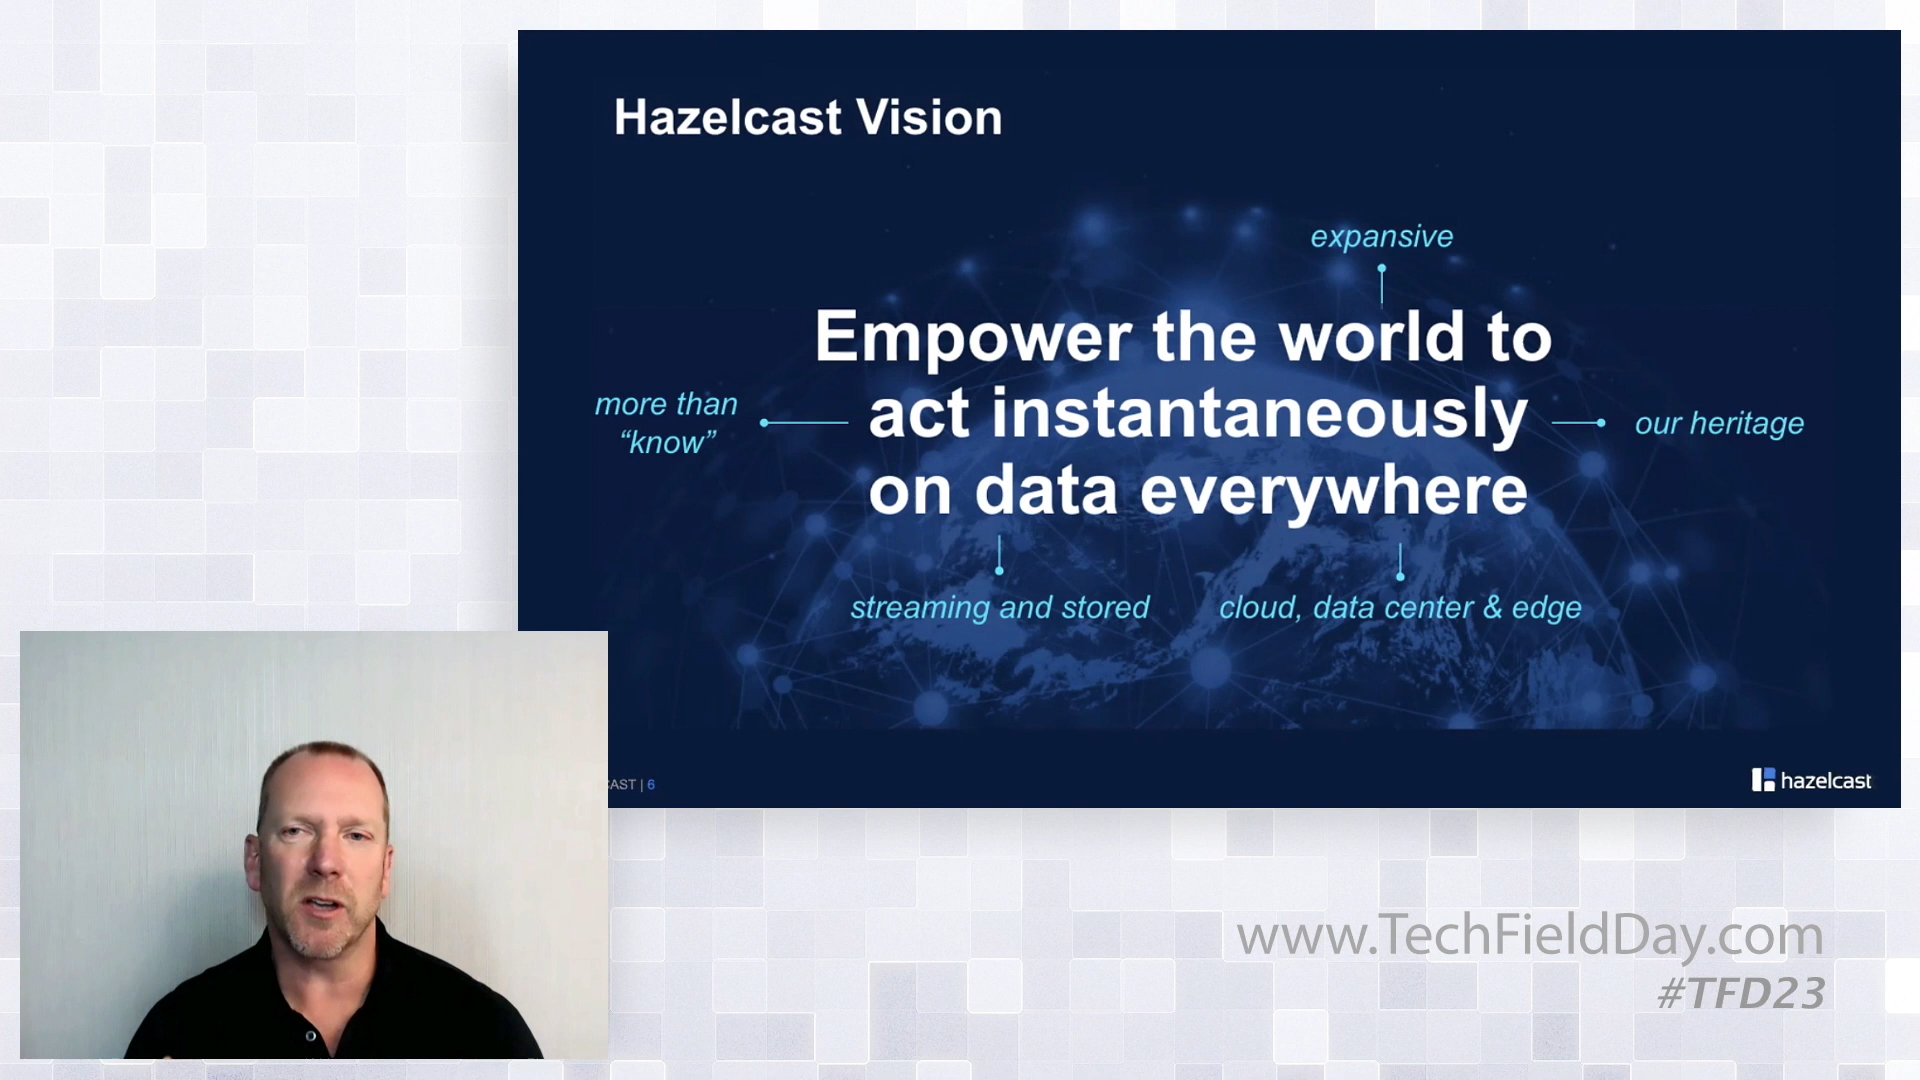 Hazelcast Vision
expansive
Empower the world to
act instantaneously
on data everywhere
more than
“know”
our heritage
streaming and stored
cloud, data center & edge
CAST | 6
hazelcast
www.TechFieldDay.com
#TFD23